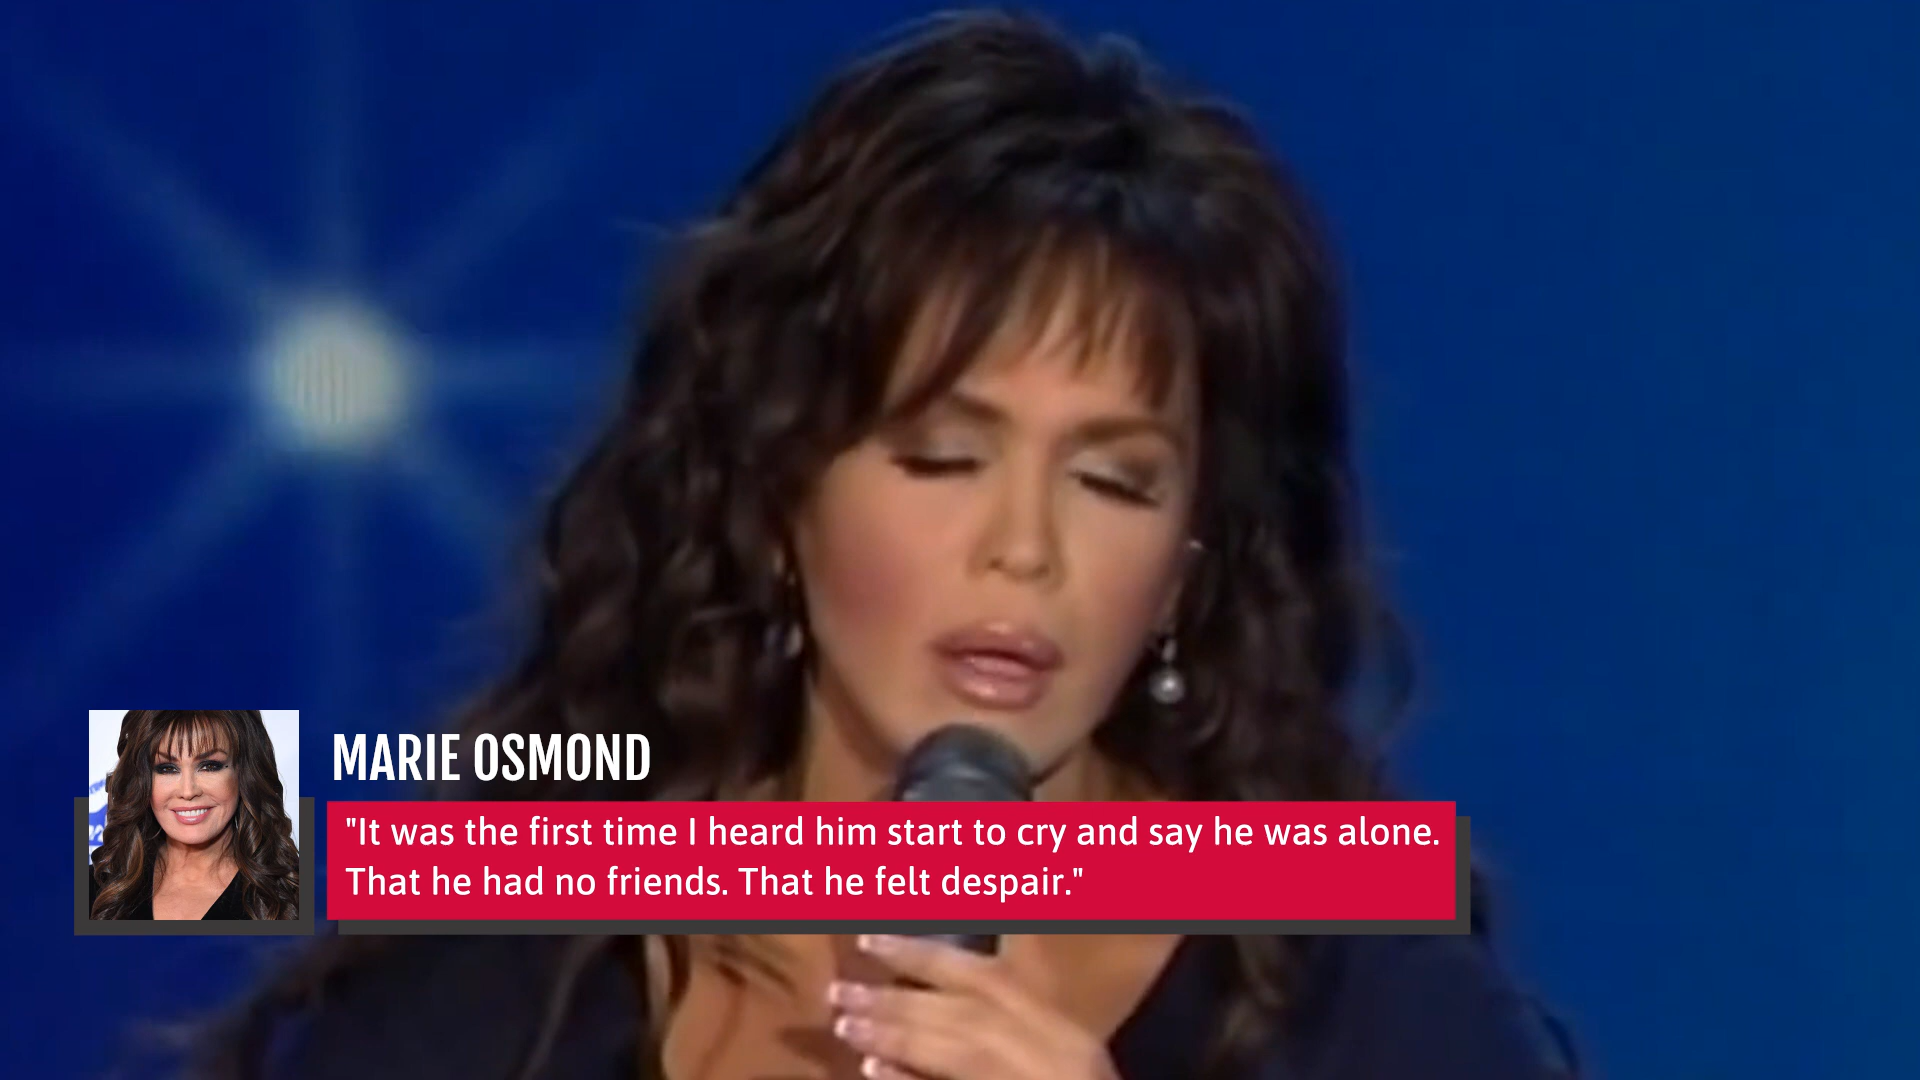 MARIE OSMOND
"It was the first time I heard him start to cry and say he was alone.
That he had no friends. That he felt despair."